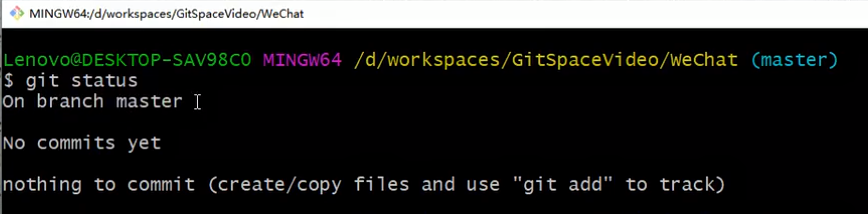 MINGW64:/d/workspaces/GitSpaceVideo/WeChat
Lenovo@DESKTOP-SAV98C0 MINGW64 /d/workspaces/GitSpaceVideo/WeChat (master)
$ git status
On branch master
No commits yet
nothing to commit (create/copy files and use "git add" to track)